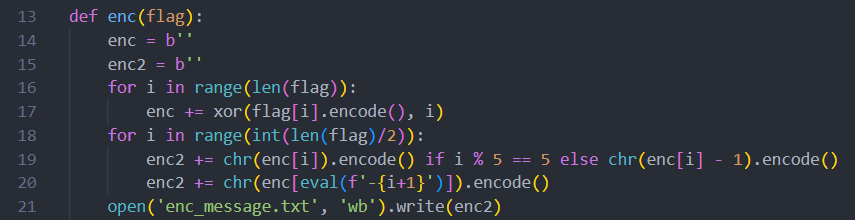 13 def enc(flag):
14     enc = b''
15     enc2 = b''
16     for i in range(len(flag)):
17         enc += xor(flag[i].encode(), i)
18     for i in range(int(len(flag)/2)):
19         enc2 += chr(enc[i]).encode() if i % 5 == 5 else chr(enc[i] - 1).encode()
20         enc2 += chr(enc[eval(f'-{i+1}')]).encode()
21     open('enc_message.txt', 'wb').write(enc2)